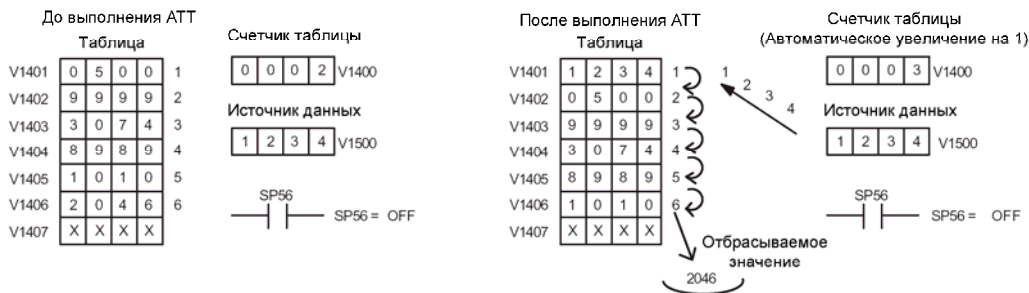 До выполнения АТТ
Таблица
Счетчик таблицы
V1401 0 5 0 0 1
0 0 0 2 V1400
V1402 9 9 9 9 2
Источник данных
V1403 3 0 7 4 3
1 2 3 4 V1500
V1404 8 9 8 9 4
V1405 1 0 1 0 5
V1406 2 0 4 6 6
SP56
SP56 = OFF
V1407 X X X X
После выполнения АТТ
Таблица
Счетчик таблицы
(Автоматическое увеличение на 1)
V1401 1 2 3 4 1
1 2 3 4
0 0 0 3 V1400
V1402 0 5 0 0 2
Источник данных
V1403 9 9 9 9 3
1 2 3 4 V1500
V1404 3 0 7 4 4
V1405 8 9 8 9 5
V1406 1 0 1 0 6
SP56
SP56 = OFF
V1407 X X X X
Отбрасываемое
значение
2046